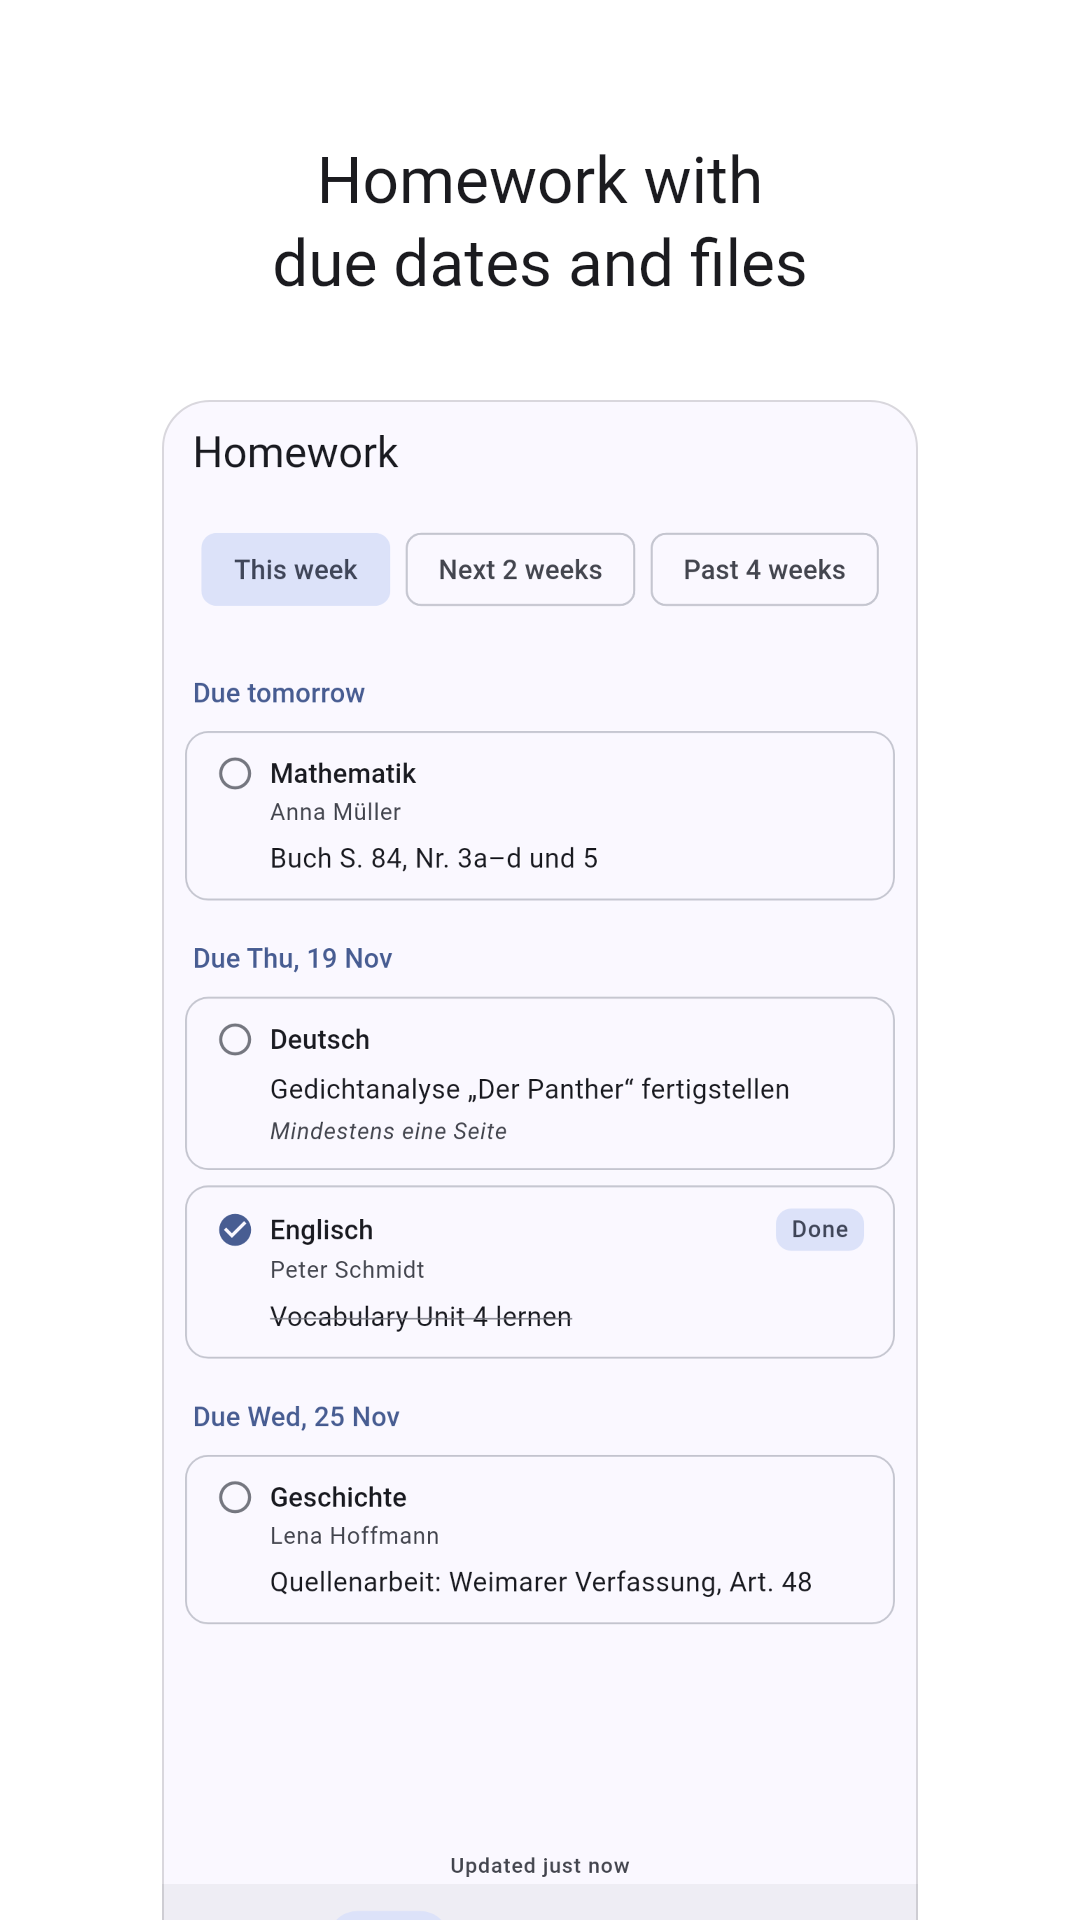 Homework with
due dates and files
Homework
This week
Next 2 weeks
Past 4 weeks
Due tomorrow
Mathematik
Anna Müller
Buch S. 84, Nr. 3a–d und 5
Due Thu, 19 Nov
Deutsch
Gedichtanalyse „Der Panther“ fertigstellen
Mindestens eine Seite
Englisch
Done
Peter Schmidt
Vocabulary Unit 4 lernen
Due Wed, 25 Nov
Geschichte
Lena Hoffmann
Quellenarbeit: Weimarer Verfassung, Art. 48
Updated just now